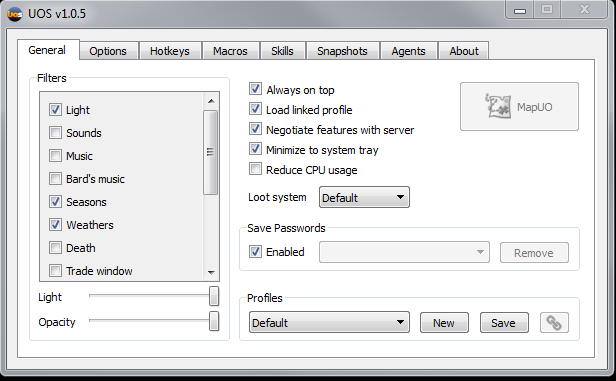 UOS UOS v1.0.5
General Options Hotkeys Macros Skills Snapshots Agents About
Filters
Light
Sounds
Music
Bard's music
Seasons
Weathers
Death
Trade window
Light
Opacity
Always on top
Load linked profile
Negotiate features with server
Minimize to system tray
Reduce CPU usage
MapUO
Loot system Default
Save Passwords
Enabled Remove
Profiles
Default New Save